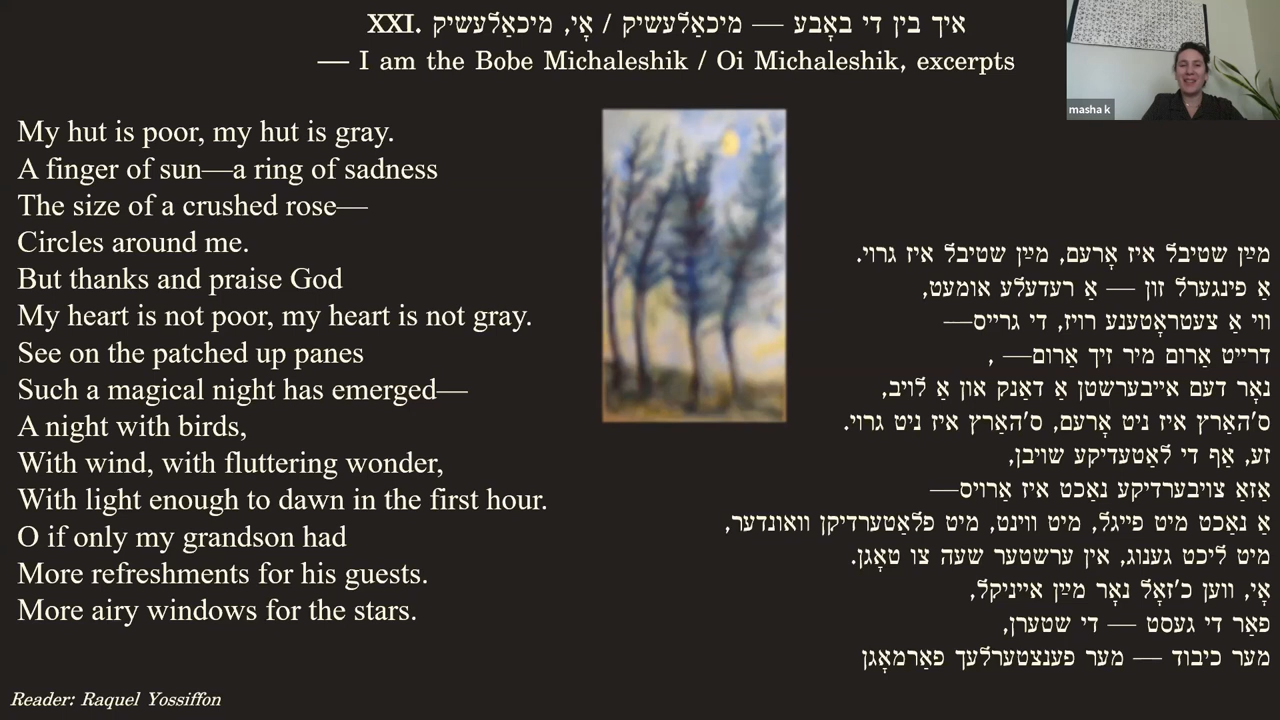 XXI. איך בין די באָבע — מיכאַלעשיק / אָי, מיכאַלעשיק
— I am the Bobe Michaleshik / Oi Michaleshik, excerpts
masha k
My hut is poor, my hut is gray.
A finger of sun—a ring of sadness
The size of a crushed rose—
Circles around me.
But thanks and praise God
My heart is not poor, my heart is not gray.
See on the patched up panes
Such a magical night has emerged—
A night with birds,
With wind, with fluttering wonder,
With light enough to dawn in the first hour.
O if only my grandson had
More refreshments for his guests.
More airy windows for the stars.
מײַן שטיבל איז אָרעם, מײַן שטיבל איז גרוי.
אַ פינגערל זון — אַ רעדעלע אומעט,
ווי אַ צעטראָטענע רויז, די גרייס—
דרייט אַרום מיר זיך אַרום— ,
נאָר דעם אייבערשטן אַ דאַנק און אַ לויב,
ס'האַרץ איז ניט אָרעם, ס'האַרץ איז ניט גרוי.
זע, אַף די לאַטעדיקע שויבן,
אַזאַ צויבערדיקע נאַכט איז אַרויס—
אַ נאַכט מיט פייגל, מיט ווינט, מיט פלאַטערדיקן וואונדער,
מיט ליכט גענוג, אין ערשטער שעה צו טאָגן.
אָי, ווען כ'זאָל נאָר מײַן אייניקל,
פאַר די געסט — די שטערן,
מער כיבוד — מער פענצטערלעך פאַרמאָגן
Reader: Raquel Yossiffon